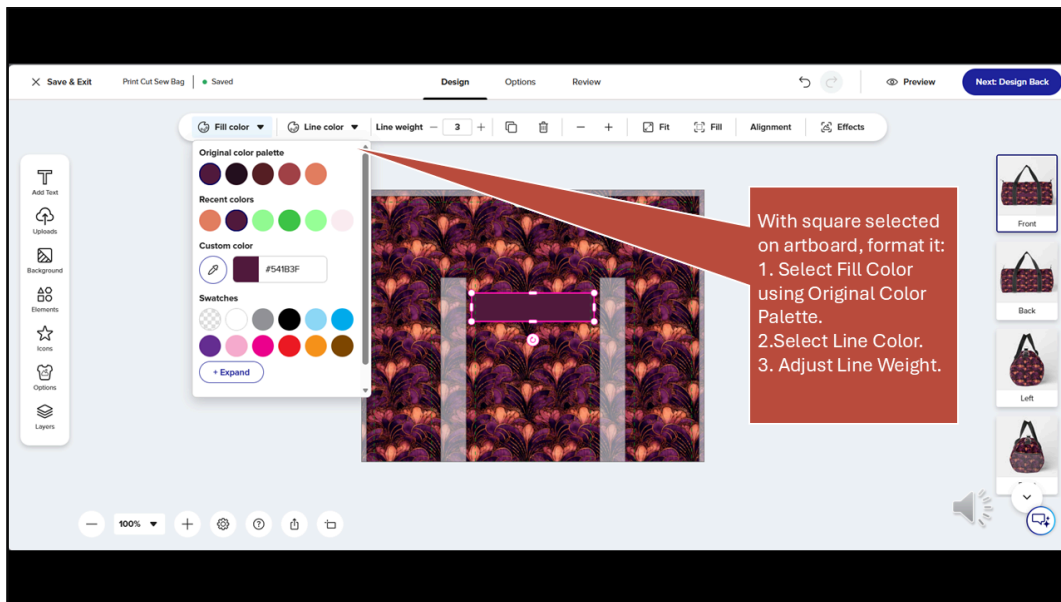 Save & Exit
Print Cut Sew Bag
Saved
Design
Options
Review
Preview
Next: Design Back
Fill color
Line color
Line weight
3
Fit
Fill
Alignment
Effects
Original color palette
Recent colors
Custom color
#541B3F
Swatches
+ Expand
Add Text
Uploads
Background
Elements
Icons
Options
Layers
With square selected
on artboard, format it:
1. Select Fill Color
using Original Color
Palette.
2.Select Line Color.
3. Adjust Line Weight.
Front
Back
Left
100%